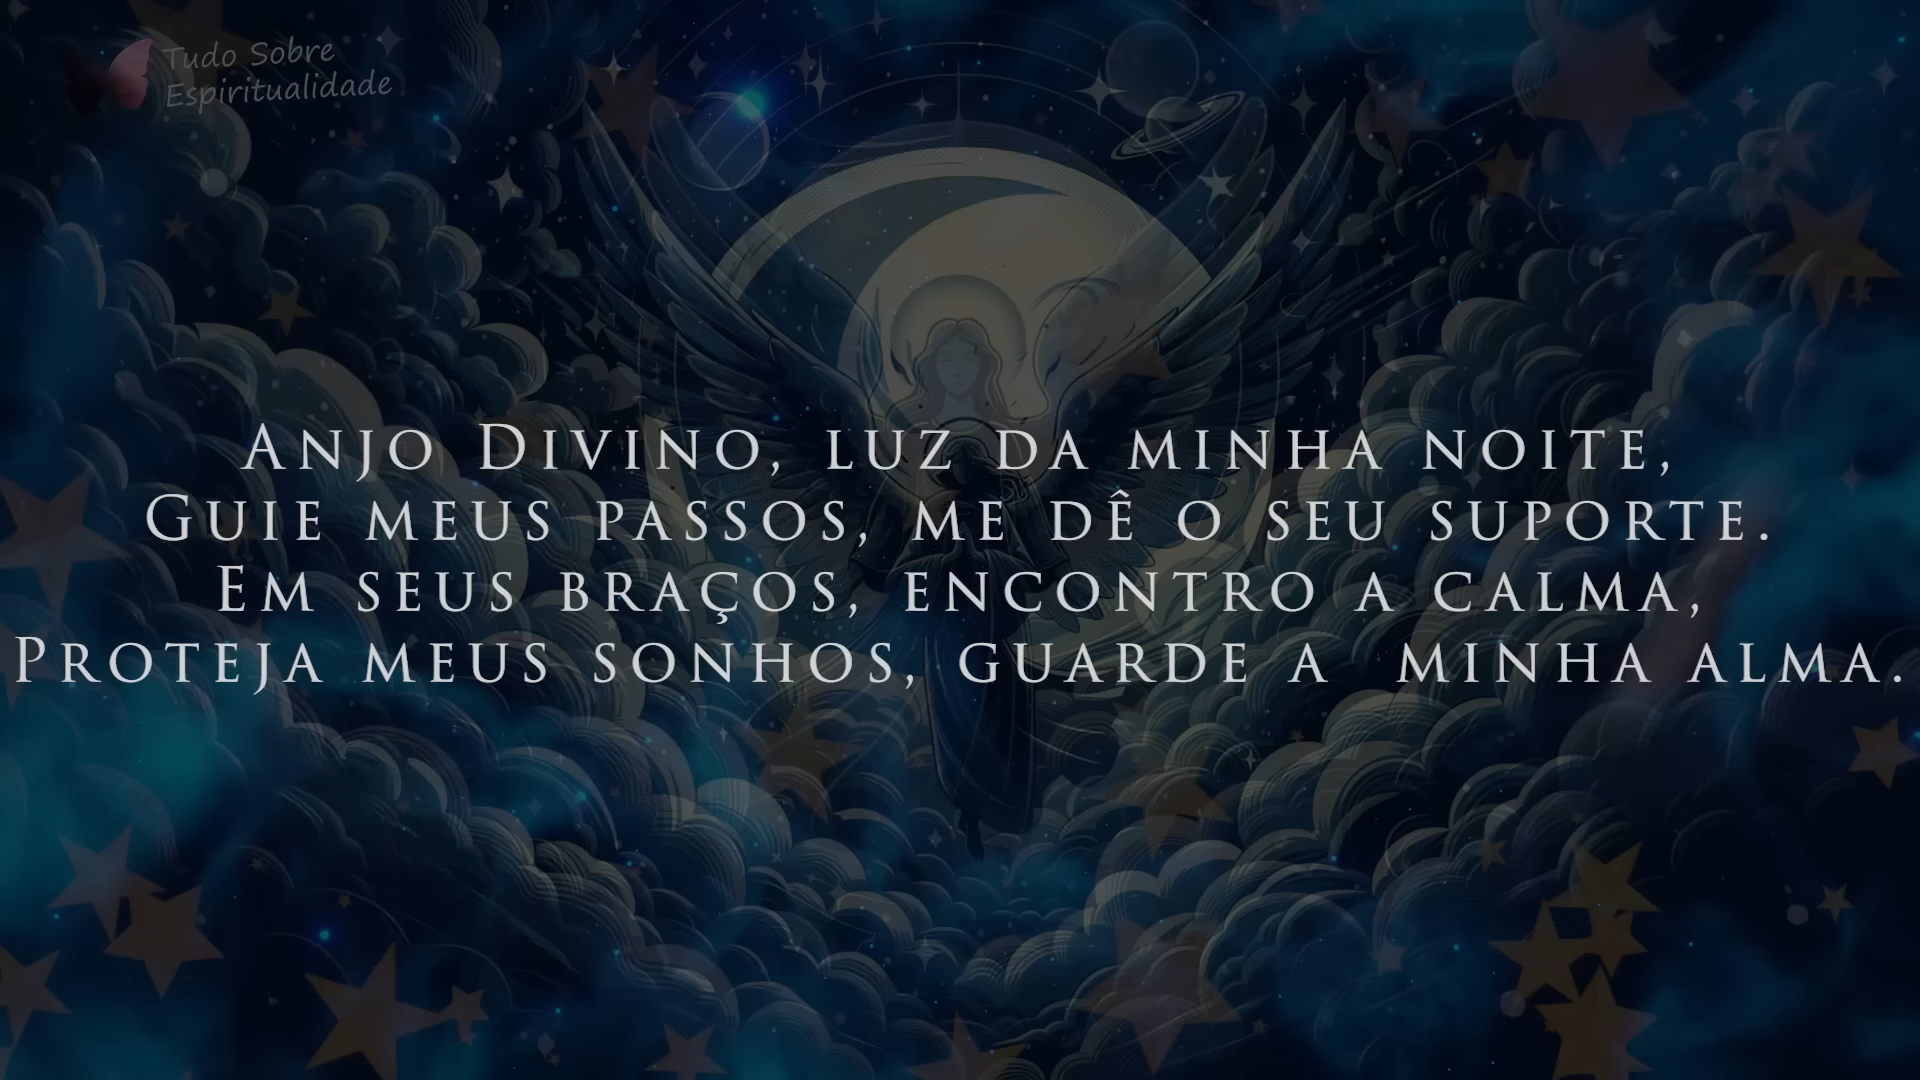 Tudo Sobre
Espiritualidade
Anjo Divino, luz da minha noite,
Guie meus passos, me dê o seu suporte.
Em seus braços, encontro a calma,
Proteja meus sonhos, guarde a minha alma.